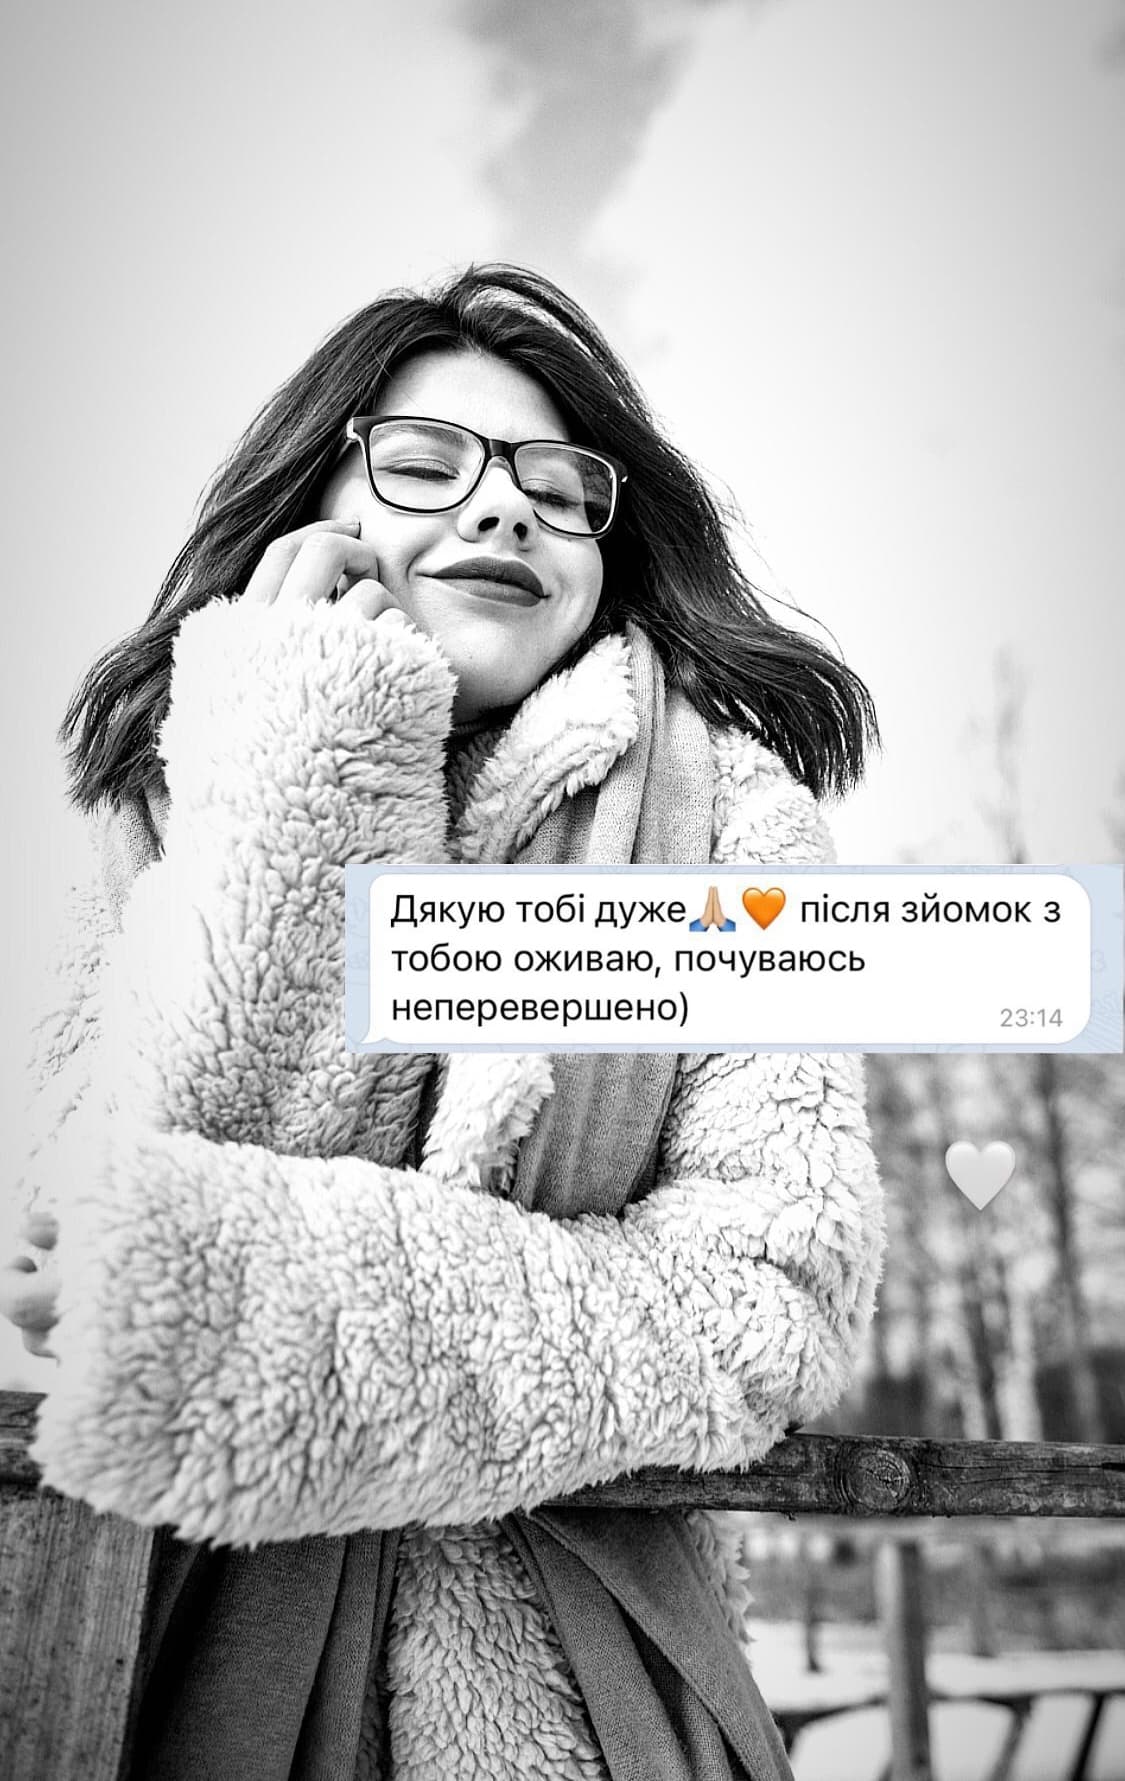 Дякую тобі дуже🙏🏼🧡 після зйомок з
тобою оживаю, почуваюсь
неперевершено)
23:14